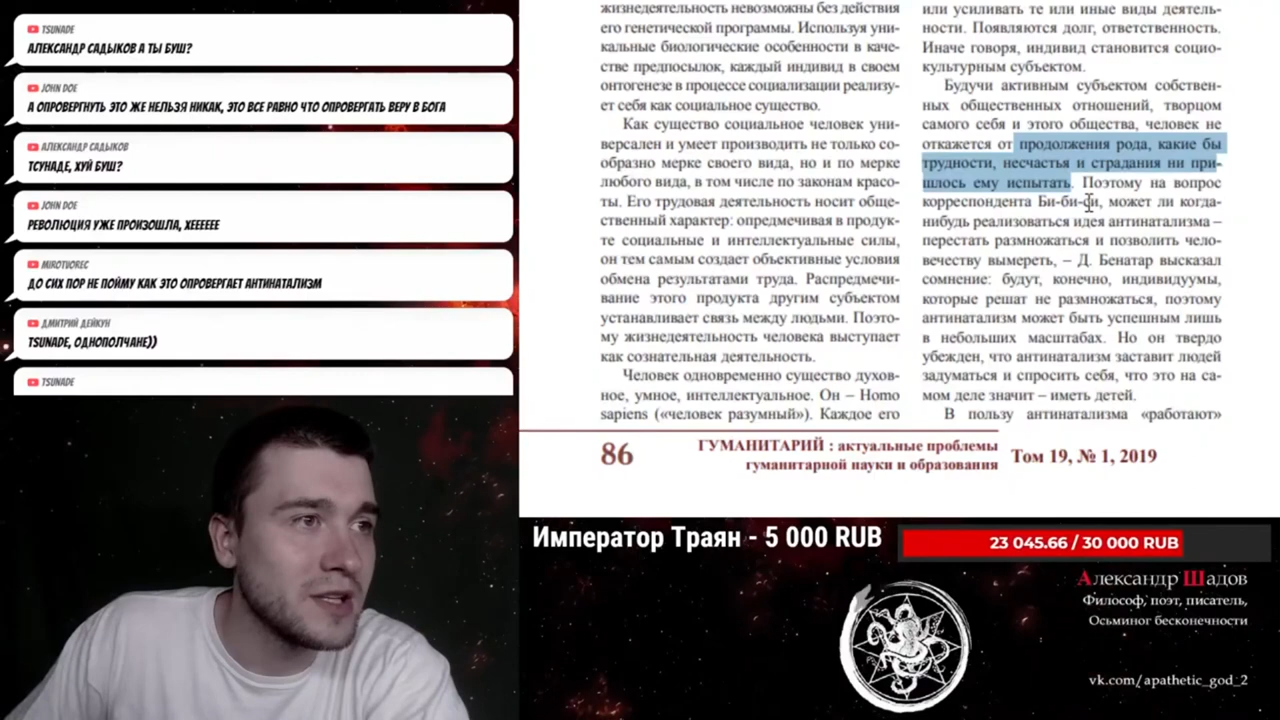 TSUNADE
АЛЕКСАНДР САДЫКОВ А ТЫ БУШ?
JOHN DOE
А ОПРОВЕРГНУТЬ ЭТО ЖЕ НЕЛЬЗЯ НИКАК, ЭТО ВСЕ РАВНО ЧТО ОПРОВЕРГАТЬ ВЕРУ В БОГА
АЛЕКСАНДР САДЫКОВ
ТСУНАДЕ, ХУЙ БУШ?
JOHN DOE
РЕВОЛЮЦИЯ УЖЕ ПРОИЗОШЛА, ХЕЕЕЕЕЕ
MIROTVOREC
ДО СИХ ПОР НЕ ПОЙМУ КАК ЭТО ОПРОВЕРГАЕТ АНТИНАТАЛИЗМ
ДМИТРИЙ ДЕЙКУН
TSUNADE, ОДНОПОЛЧАНЕ))
TSUNADE
жизнедеятельность невозможны без действия
его генетической программы. Используя уни-
кальные биологические особенности в каче-
стве предпосылок, каждый индивид в своем
онтогенезе в процессе социализации реализу-
ет себя как социальное существо.
Как существо социальное человек уни-
версален и умеет производить не только со-
образно мерке своего вида, но и по мерке
любого вида, в том числе по законам красо-
ты. Его трудовая деятельность носит обще-
ственный характер: опредмечивая в продук-
те социальные и интеллектуальные силы,
он тем самым создает объективные условия
обмена результатами труда. Распредмечи-
вание этого продукта другим субъектом
устанавливает связь между людьми. Поэто-
му жизнедеятельность человека выступает
как сознательная деятельность.
Человек одновременно существо духов-
ное, умное, интеллектуальное. Он – Homo
sapiens («человек разумный»). Каждое его
или усиливать те или иные виды деятель-
ности. Появляются долг, ответственность.
Иначе говоря, индивид становится социо-
культурным субъектом.
Будучи активным субъектом собствен-
ных общественных отношений, творцом
самого себя и этого общества, человек не
откажется от продолжения рода, какие бы
трудности, несчастья и страдания ни при-
шлось ему испытать. Поэтому на вопрос
корреспондента Би-би-си, может ли когда-
нибудь реализоваться идея антинатализма –
перестать размножаться и позволить чело-
вечеству вымереть, – Д. Бенатар высказал
сомнение: будут, конечно, индивидуумы,
которые решат не размножаться, поэтому
антинатализм может быть успешным лишь
в небольших масштабах. Но он твердо
убежден, что антинатализм заставит людей
задуматься и спросить себя, что это на са-
мом деле значит – иметь детей.
В пользу антинатализма «работают»
86
ГУМАНИТАРИЙ : актуальные проблемы
гуманитарной науки и образования
Том 19, № 1, 2019
Император Траян - 5 000 RUB
23 045.66 / 30 000 RUB
Александр Шадов
Философ, поэт, писатель,
Осьминог бесконечности
vk.com/apathetic_god_2